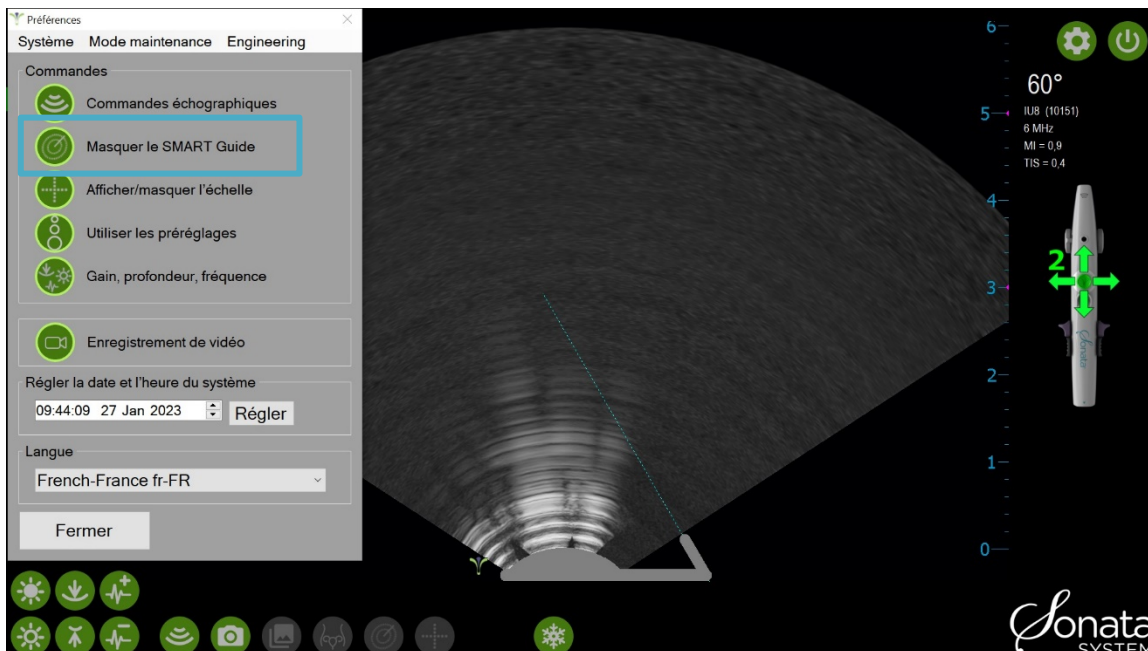 Préférences
Système Mode maintenance Engineering
Commandes
Commandes échographiques
Masquer le SMART Guide
Afficher/masquer l'échelle
Utiliser les préréglages
Gain, profondeur, fréquence
Enregistrement de vidéo
Régler la date et l'heure du système
09:44:09 27 Jan 2023 Régler
Langue
French-France fr-FR
Fermer
6
5
4
3
2
1
0
60°
IU8 (10151)
6 MHz
MI = 0,9
TIS = 0,4
2
Sonata
Sonata
SYSTEM